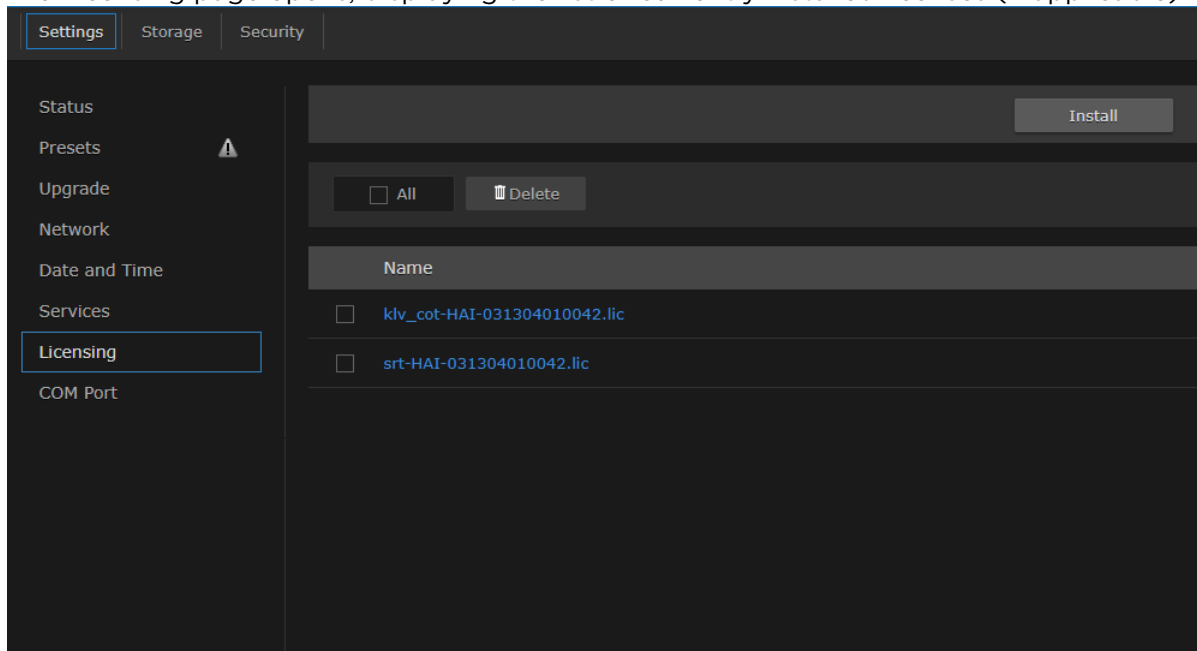 Settings Storage Security
Status
Presets
Upgrade
Network
Date and Time
Services
Licensing
COM Port
Install
All Delete
Name
klv_cot-HAI-031304010042.lic
srt-HAI-031304010042.lic